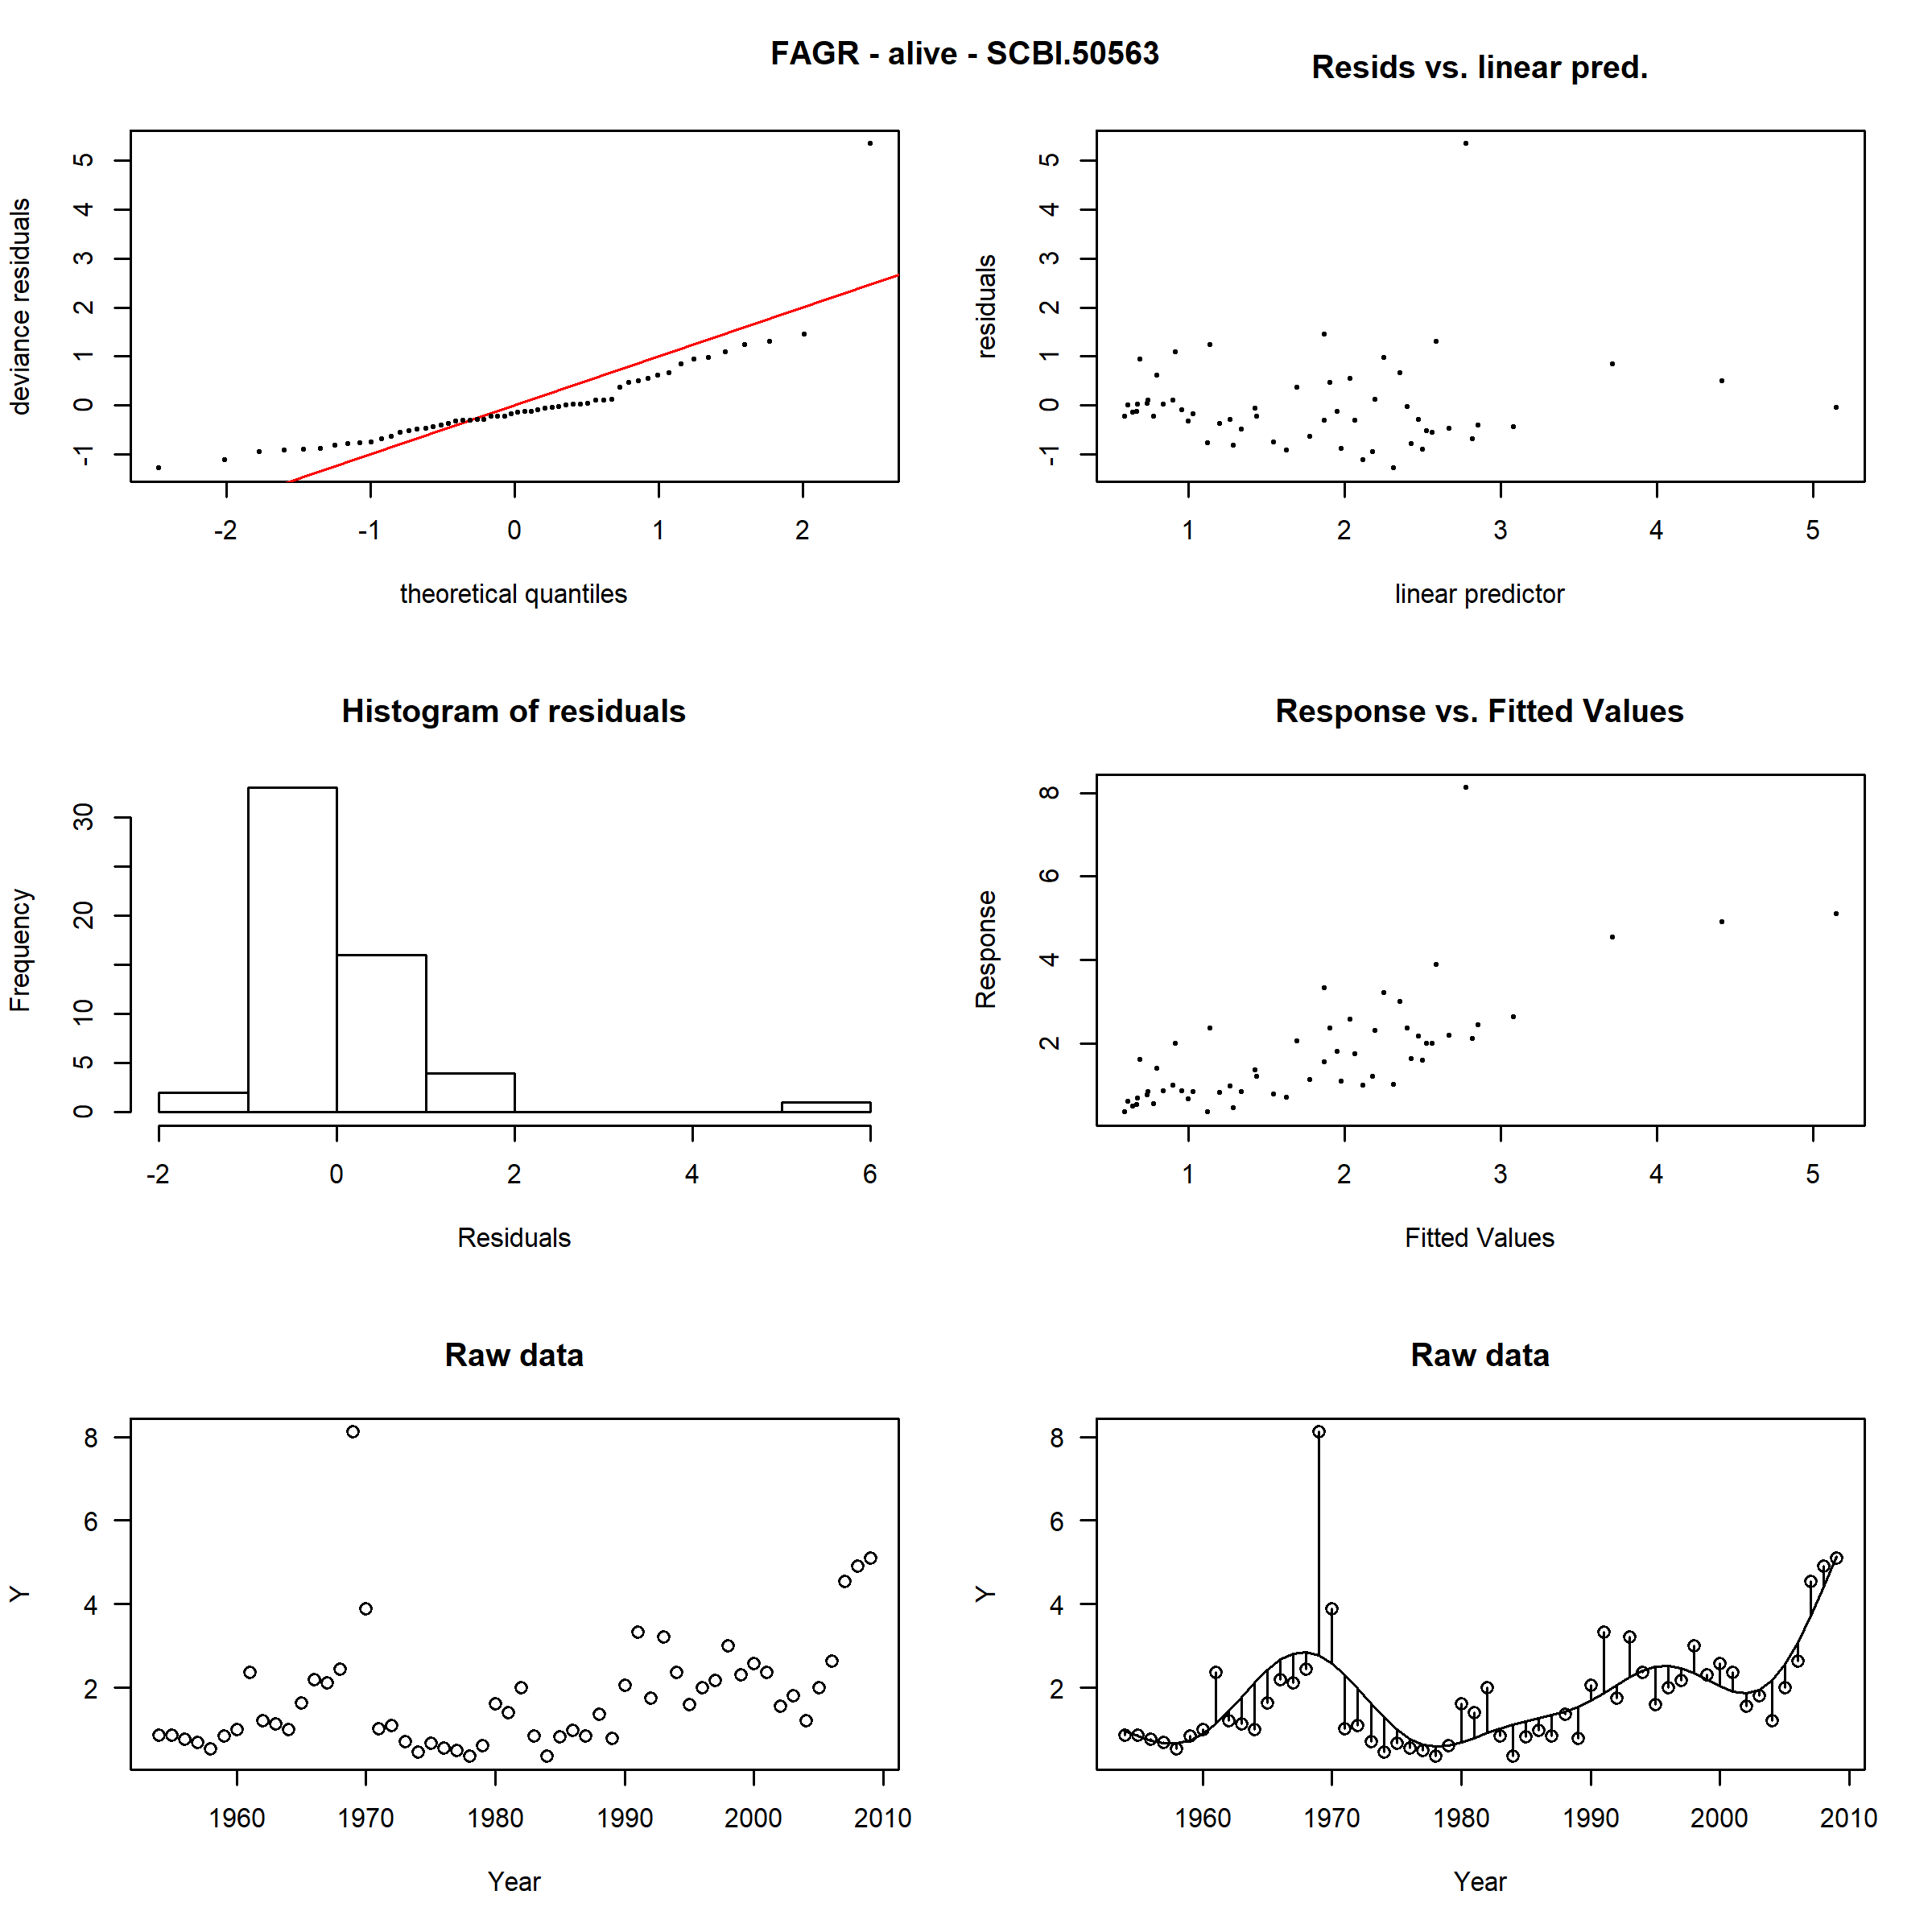 FAGR - alive - SCBI.50563
Resids vs. linear pred.
deviance residuals
-1 0 1 2 3 4 5
-2 -1 0 1 2
theoretical quantiles
residuals
-1 0 1 2 3 4 5
1 2 3 4 5
linear predictor
Histogram of residuals
Frequency
0 5 10 20 30
-2 0 2 4 6
Residuals
Response vs. Fitted Values
Response
2 4 6 8
1 2 3 4 5
Fitted Values
Raw data
Y
8
6
4
2
1960 1970 1980 1990 2000 2010
Year
Raw data
Y
8
6
4
2
1960 1970 1980 1990 2000 2010
Year